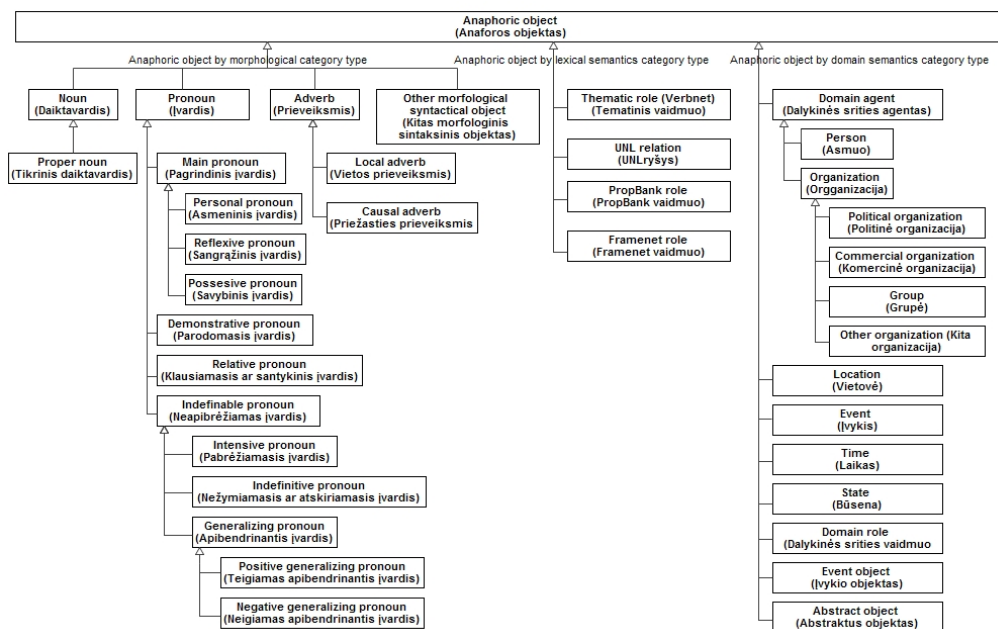 Anaphoric object
(Anaforos objektas)
Anaphoric object by morphological category type
Anaphoric object by lexical semantics category type
Anaphoric object by domain semantics category type
Noun
(Daiktavardis)
Proper noun
(Tikrinis daiktavardis)
Pronoun
(Įvardis)
Main pronoun
(Pagrindinis įvardis)
Personal pronoun
(Asmeninis įvardis)
Reflexive pronoun
(Sangrąžinis įvardis)
Possesive pronoun
(Savybinis įvardis)
Demonstrative pronoun
(Parodomasis įvardis)
Relative pronoun
(Klausiamasis ar santykinis įvardis)
Indefinable pronoun
(Neapibrėžiamas įvardis)
Intensive pronoun
(Pabrėžiamasis įvardis)
Indefinitive pronoun
(Nežymiamasis ar atskiriamasis įvardis)
Generalizing pronoun
(Apibendrinantis įvardis)
Positive generalizing pronoun
(Teigiamas apibendrinantis įvardis)
Negative generalizing pronoun
(Neigiamas apibendrinantis įvardis)
Adverb
(Prieveiksmis)
Local adverb
(Vietos prieveiksmis)
Causal adverb
(Priežasties prieveiksmis
Other morfological
syntactical object
(Kitas morfologinis
sintaksinis objektas)
Thematic role (Verbnet)
(Tematinis vaidmuo)
UNL relation
(UNLryšys)
PropBank role
(PropBank vaidmuo)
Framenet role
(Framenet vaidmuo)
Domain agent
(Dalykinės srities agentas)
Person
(Asmuo)
Organization
(Orgganizacija)
Political organization
(Politinė organizacija)
Commercial organization
(Komercinė organizacija)
Group
(Grupė)
Other organization (Kita
organizacija)
Location
(Vietovė)
Event
(Įvykis)
Time
(Laikas)
State
(Būsena)
Domain role
(Dalykinės srities vaidmuo
Event object
(Įvykio objektas)
Abstract object
(Abstraktus objektas)